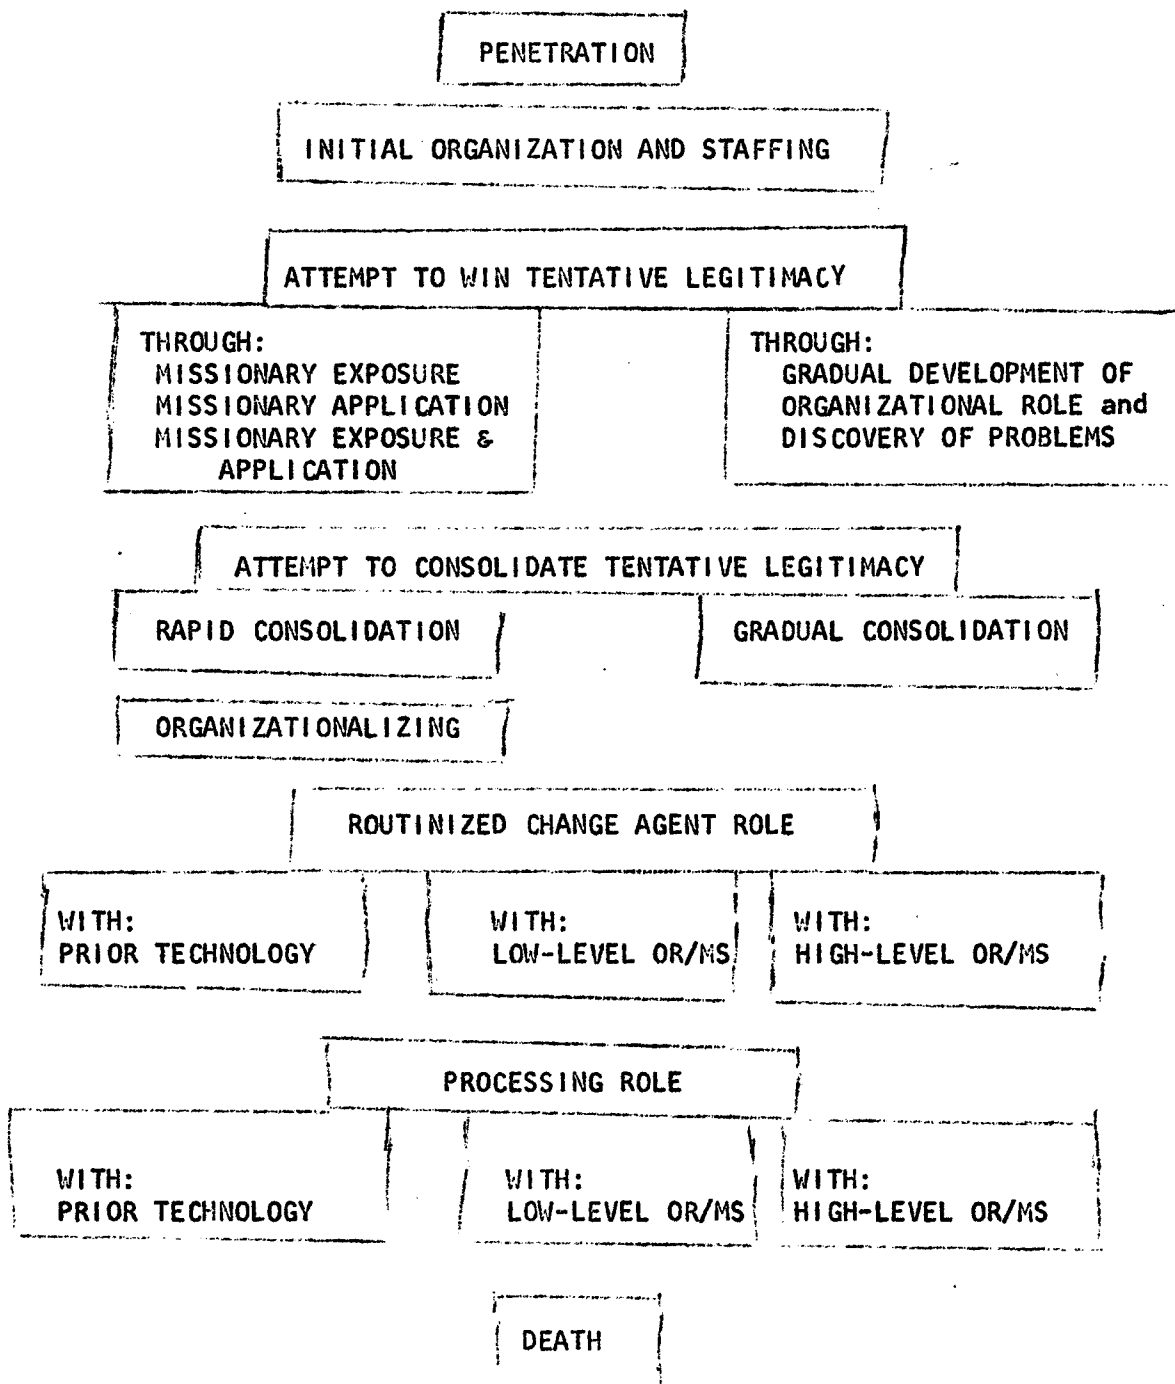 PENETRATION
INITIAL ORGANIZATION AND STAFFING
ATTEMPT TO WIN TENTATIVE LEGITIMACY
THROUGH:
MISSIONARY EXPOSURE
MISSIONARY APPLICATION
MISSIONARY EXPOSURE &
APPLICATION
THROUGH:
GRADUAL DEVELOPMENT OF
ORGANIZATIONAL ROLE and
DISCOVERY OF PROBLEMS
ATTEMPT TO CONSOLIDATE TENTATIVE LEGITIMACY
RAPID CONSOLIDATION
GRADUAL CONSOLIDATION
ORGANIZATIONALIZING
ROUTINIZED CHANGE AGENT ROLE
WITH:
PRIOR TECHNOLOGY
WITH:
LOW-LEVEL OR/MS
WITH:
HIGH-LEVEL OR/MS
PROCESSING ROLE
WITH:
PRIOR TECHNOLOGY
WITH:
LOW-LEVEL OR/MS
WITH:
HIGH-LEVEL OR/MS
DEATH